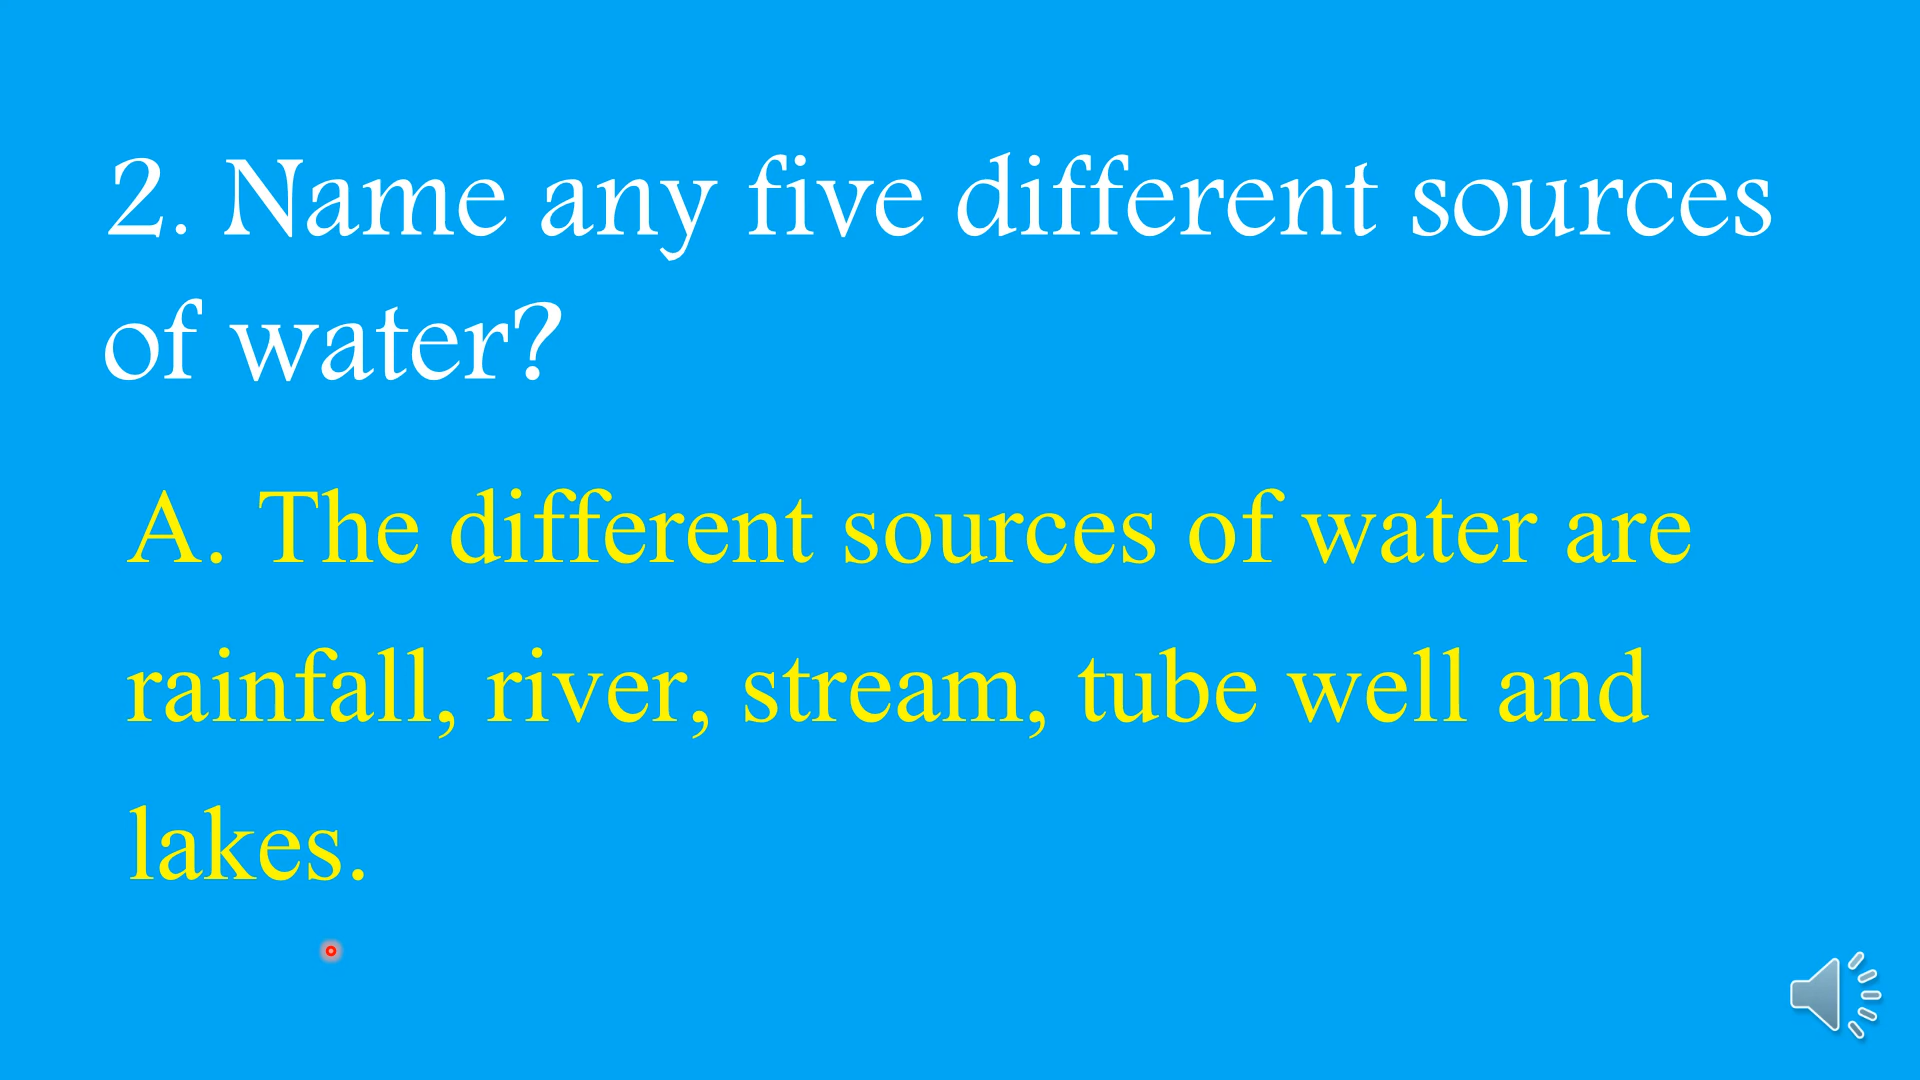 2. Name any five different sources
of water?
A. The different sources of water are
rainfall, river, stream, tube well and
lakes.